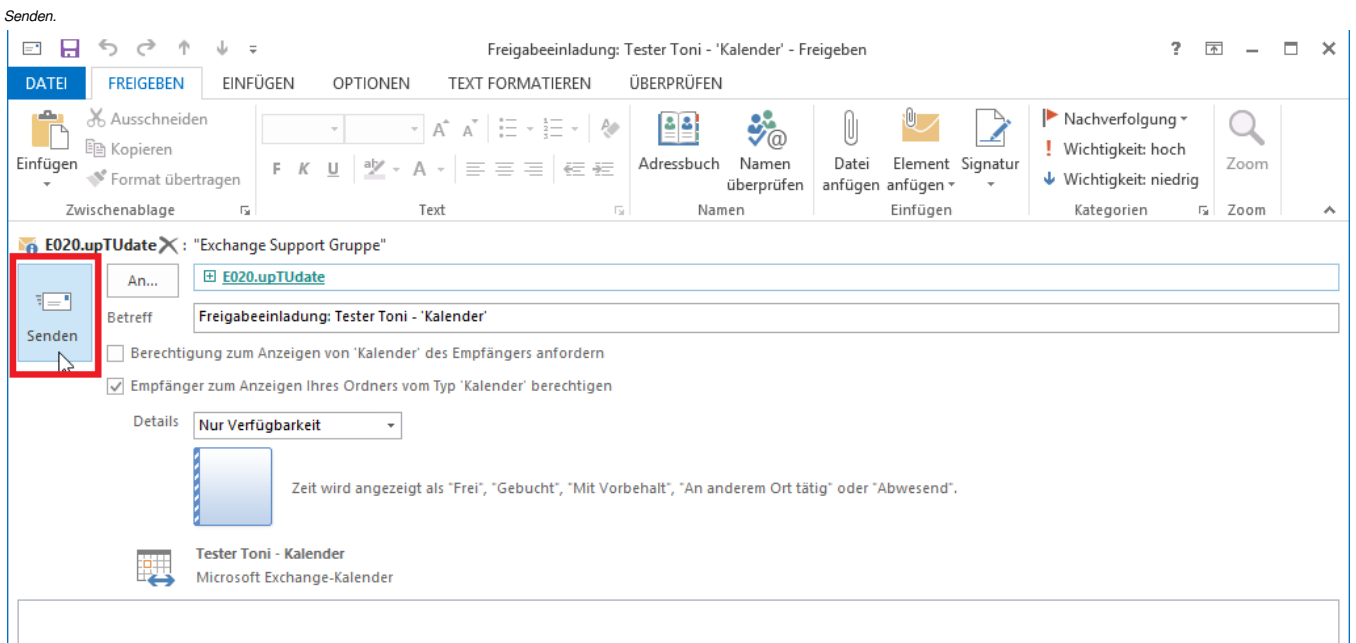 Senden.
Freigabeeinladung: Tester Toni - 'Kalender' - Freigeben
DATEI FREIGEBEN EINFÜGEN OPTIONEN TEXT FORMATIEREN ÜBERPRÜFEN
Einfügen
Ausschneiden
Kopieren
Format übertragen
Zwischenablage
F K U
Text
Adressbuch
Namen überprüfen
Namen
Datei anfügen
Element anfügen
Signatur
Einfügen
Nachverfolgung
Wichtigkeit: hoch
Wichtigkeit: niedrig
Kategorien
Zoom
Zoom
E020.upTUdate : "Exchange Support Gruppe"
Senden
An... E020.upTUdate
Betreff Freigabeeinladung: Tester Toni - 'Kalender'
Berechtigung zum Anzeigen von 'Kalender' des Empfängers anfordern
Empfänger zum Anzeigen Ihres Ordners vom Typ 'Kalender' berechtigen
Details Nur Verfügbarkeit
Zeit wird angezeigt als "Frei", "Gebucht", "Mit Vorbehalt", "An anderem Ort tätig" oder "Abwesend".
Tester Toni - Kalender
Microsoft Exchange-Kalender